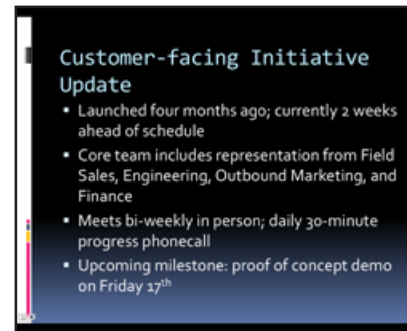 Customer-facing Initiative
Update
▪ Launched four months ago; currently 2 weeks
ahead of schedule
▪ Core team includes representation from Field
Sales, Engineering, Outbound Marketing, and
Finance
▪ Meets bi-weekly in person; daily 30-minute
progress phonecall
▪ Upcoming milestone: proof of concept demo
on Friday 17th